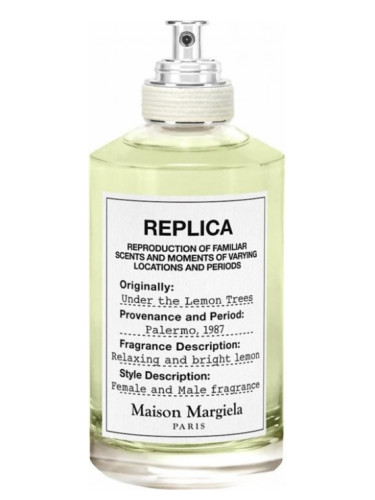 REPLICA
REPRODUCTION OF FAMILIAR
SCENTS AND MOMENTS OF VARYING
LOCATIONS AND PERIODS
Originally:
Under the Lemon Trees
Provenance and Period:
Palermo, 1987
Fragrance Description:
Relaxing and bright lemon
Style Description:
Female and Male fragrance
Maison Margiela
PARIS